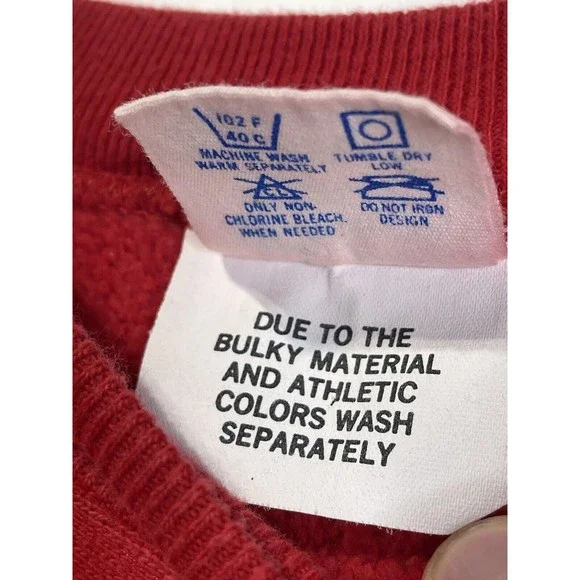 102 F
40 C
MACHINE WASH
WARM SEPARATELY
TUMBLE DRY
LOW
CL
ONLY NON-
CHLORINE BLEACH.
WHEN NEEDED
DO NOT IRON
DESIGN
DUE TO THE
BULKY MATERIAL
AND ATHLETIC
COLORS WASH
SEPARATELY